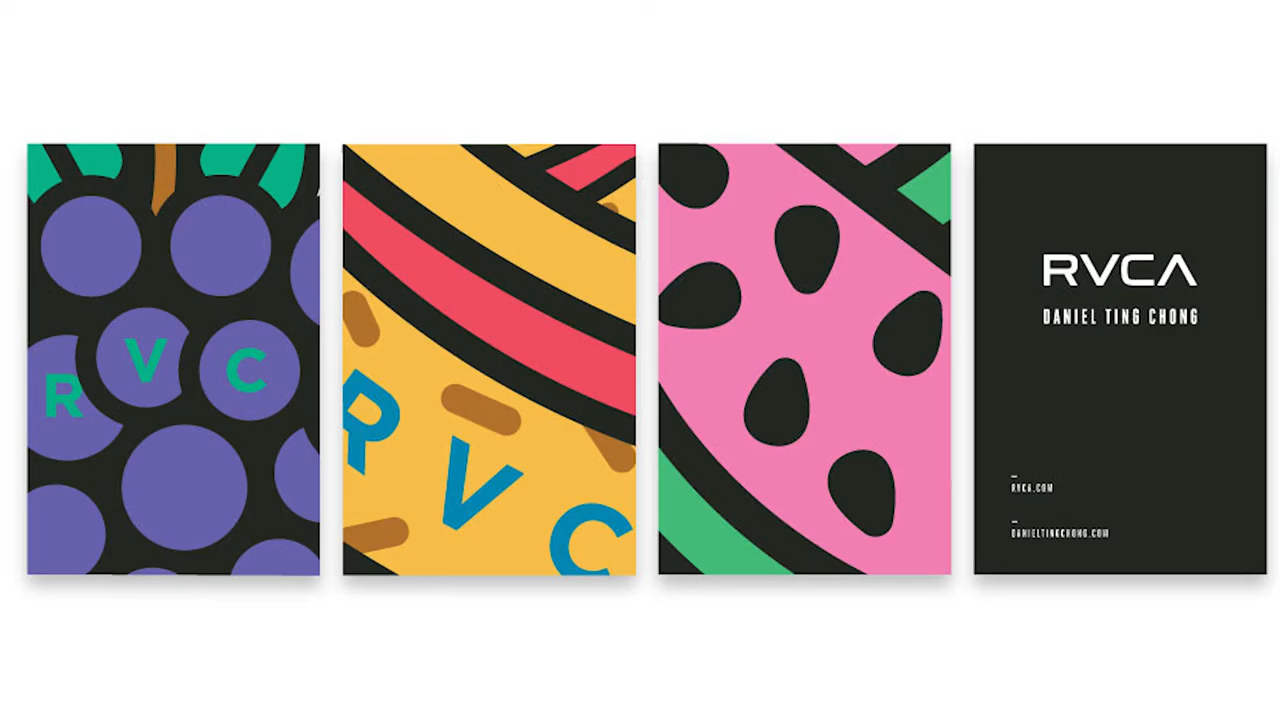 R V C
R V C
RVCA
DANIEL TING CHONG
RVCA.COM
DANIELTINGCHONG.COM